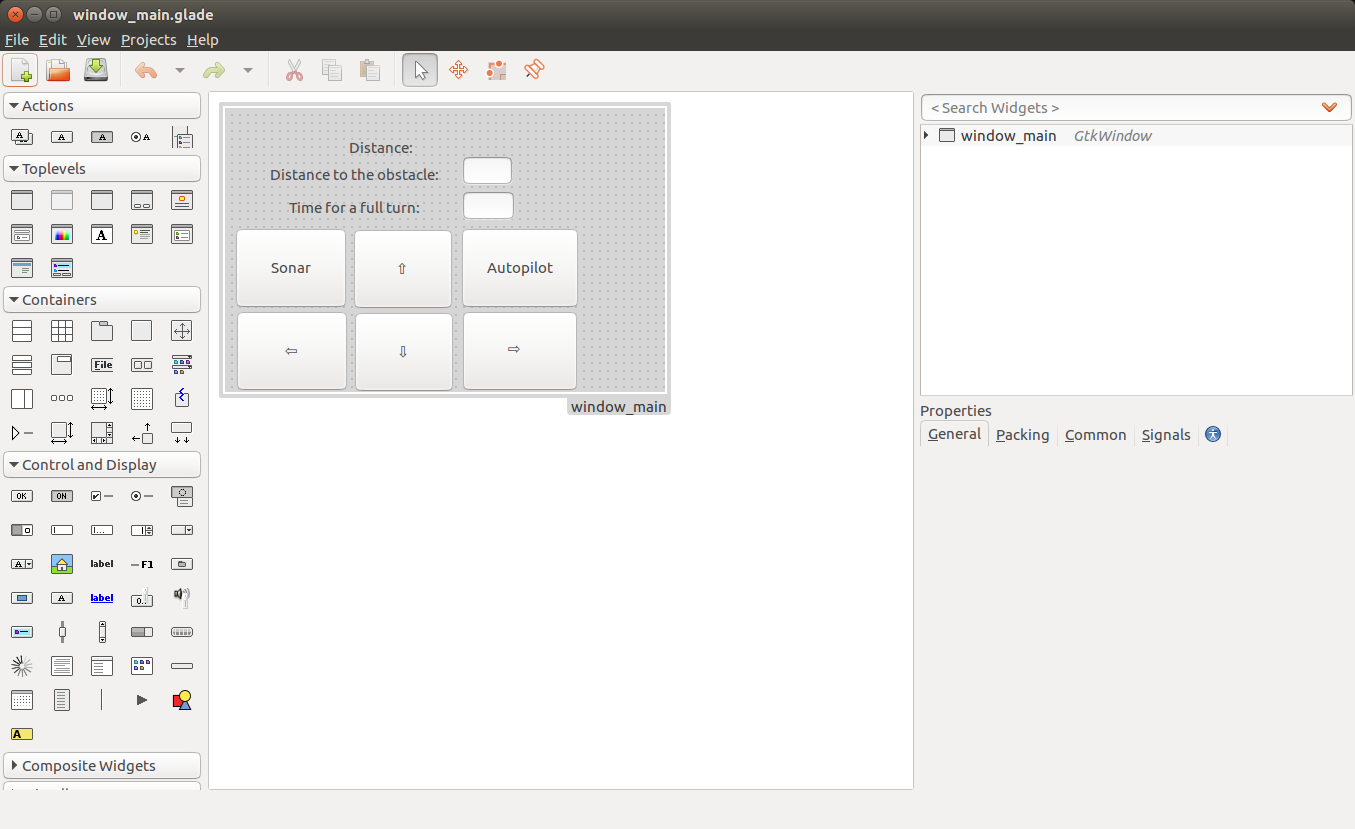 window_main.glade
File Edit View Projects Help
Actions
A A A A
Toplevels
A
Containers
File
Control and Display
OK ON
A label F1
A label 0..
A
Composite Widgets
Distance:
Distance to the obstacle:
Time for a full turn:
Sonar ⇧ Autopilot
⇦ ⇩ ⇨
window_main
< Search Widgets >
window_main GtkWindow
Properties
General Packing Common Signals